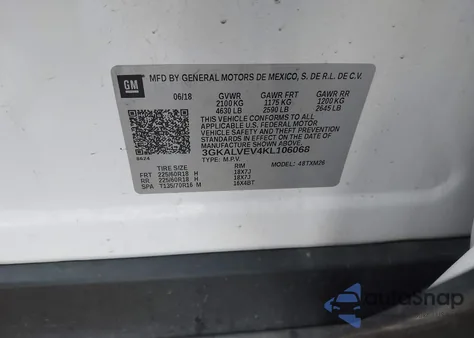 GM MFD BY GENERAL MOTORS DE MEXICO, S. DE R.L. DE C.V.
06/18 GVWR GAWR FRT GAWR RR
2100 KG 1175 KG 1200 KG
4630 LB 2590 LB 2645 LB
THIS VEHICLE CONFORMS TO ALL
APPLICABLE U.S. FEDERAL MOTOR
VEHICLE SAFETY, BUMPER, AND
THEFT PREVENTION STANDARDS IN
EFFECT ON THE DATE OF
MANUFACTURE SHOWN ABOVE.
3GKALVEV4KL106068
TYPE: M.P.V. MODEL: 48TXM26
TIRE SIZE RIM
FRT 225/60R18 H 18X7J
RR 225/60R18 H 18X7J
SPA T135/70R16 M 16X4BT
autoSnap